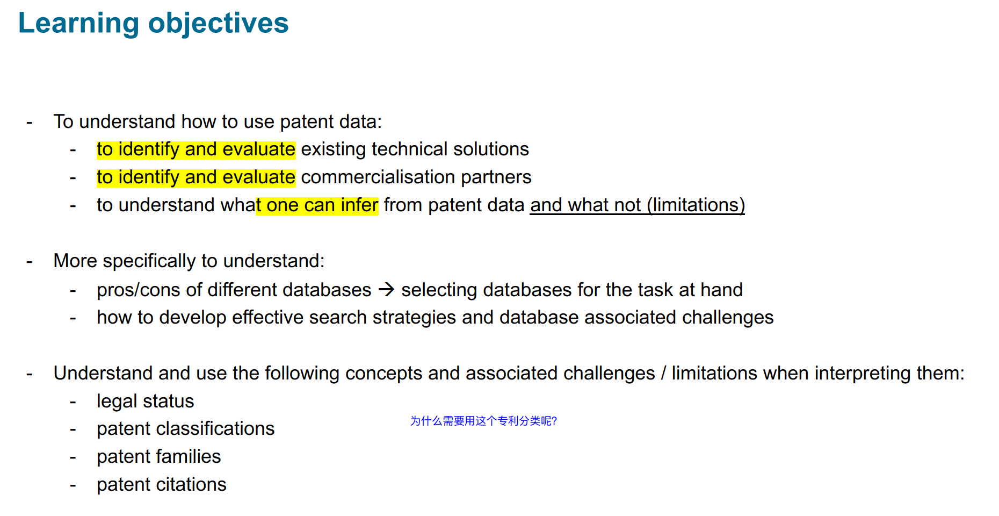 Learning objectives
- To understand how to use patent data:
- to identify and evaluate existing technical solutions
- to identify and evaluate commercialisation partners
- to understand what one can infer from patent data and what not (limitations)
- More specifically to understand:
- pros/cons of different databases → selecting databases for the task at hand
- how to develop effective search strategies and database associated challenges
- Understand and use the following concepts and associated challenges / limitations when interpreting them:
- legal status
为什么需要用这个专利分类呢?
- patent classifications
- patent families
- patent citations